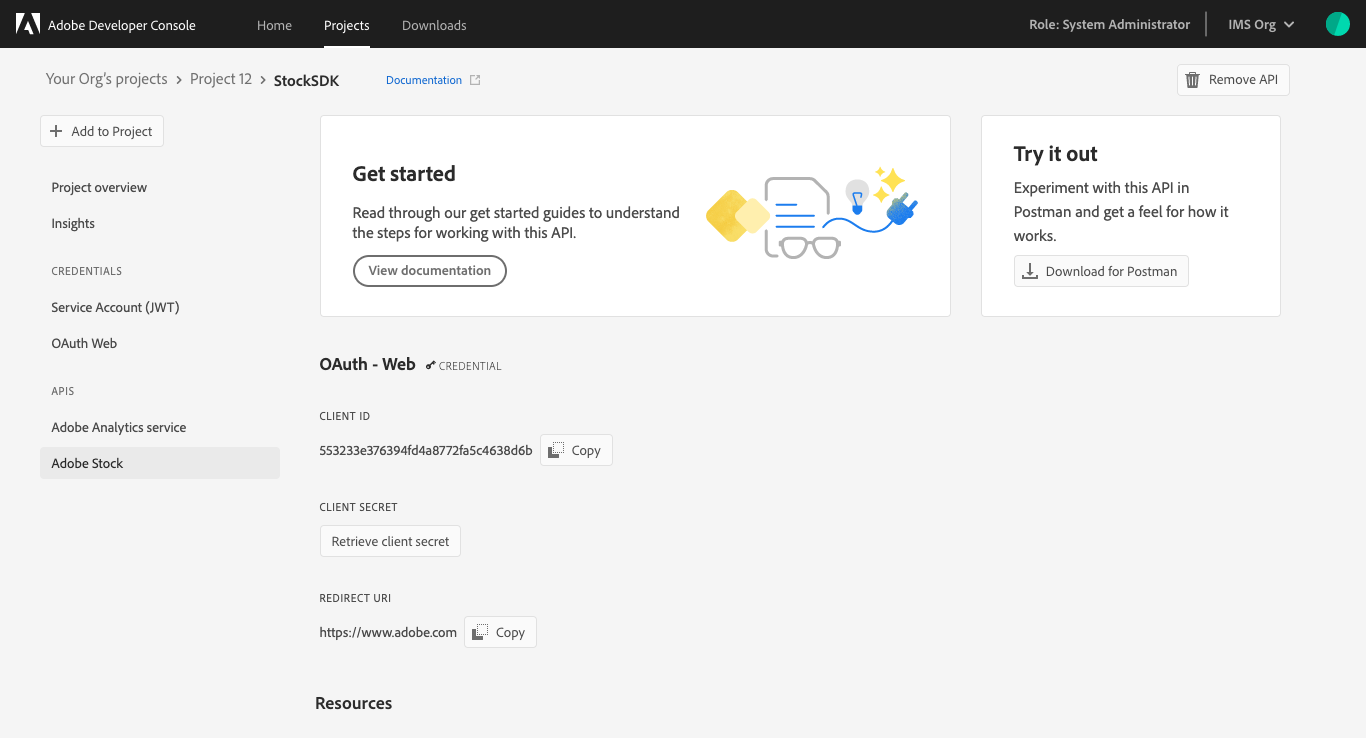 Adobe Developer Console
Home
Projects
Downloads
Role: System Administrator
IMS Org
Your Org's projects > Project 12 > StockSDK
Documentation
Remove API
Add to Project
Project overview
Insights
CREDENTIALS
Service Account (JWT)
OAuth Web
APIS
Adobe Analytics service
Adobe Stock
Get started
Read through our get started guides to understand
the steps for working with this API.
View documentation
Try it out
Experiment with this API in
Postman and get a feel for how it
works.
Download for Postman
OAuth - Web
CREDENTIAL
CLIENT ID
553233e376394fd4a8772fa5c4638d6b
Copy
CLIENT SECRET
Retrieve client secret
REDIRECT URI
https://www.adobe.com
Copy
Resources